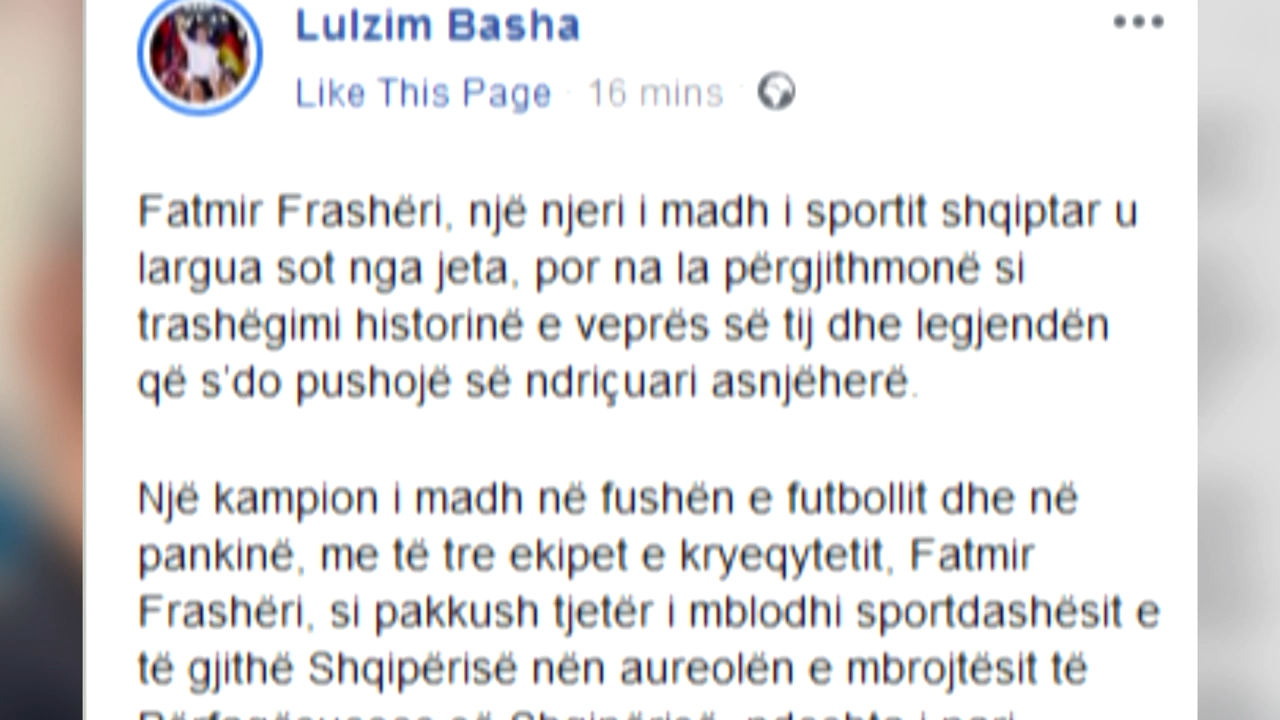 Lulzim Basha
Like This Page · 16 mins ·
Fatmir Frashëri, një njeri i madh i sportit shqiptar u
largua sot nga jeta, por na la përgjithmonë si
trashëgimi historinë e veprës së tij dhe legjendën
që s'do pushojë së ndriçuari asnjëherë.
Një kampion i madh në fushën e futbollit dhe në
pankinë, me të tre ekipet e kryeqytetit, Fatmir
Frashëri, si pakkush tjetër i mblodhi sportdashësit e
të gjithë Shqipërisë nën aureolën e mbrojtësit të